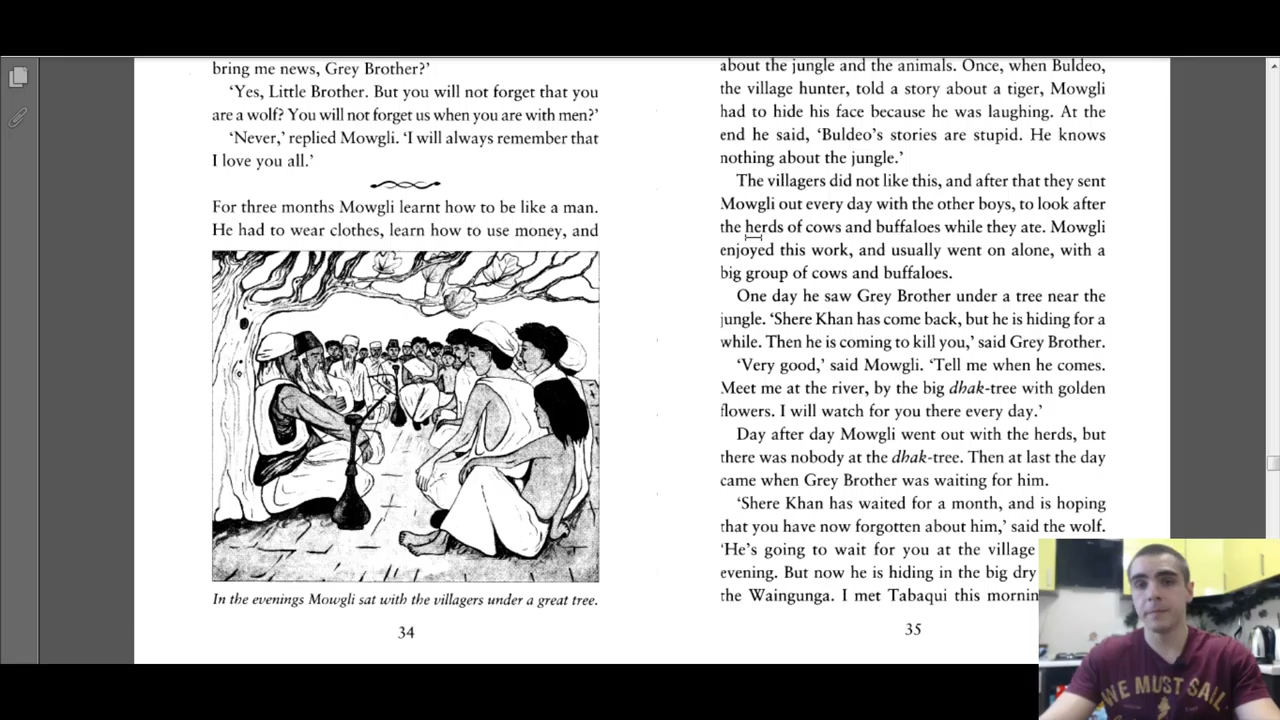 bring me news, Grey Brother?’
‘Yes, Little Brother. But you will not forget that you
are a wolf? You will not forget us when you are with men?’
‘Never,’ replied Mowgli. ‘I will always remember that
I love you all.’
For three months Mowgli learnt how to be like a man.
He had to wear clothes, learn how to use money, and
In the evenings Mowgli sat with the villagers under a great tree.
34
about the jungle and the animals. Once, when Buldeo,
the village hunter, told a story about a tiger, Mowgli
had to hide his face because he was laughing. At the
end he said, ‘Buldeo’s stories are stupid. He knows
nothing about the jungle.’
The villagers did not like this, and after that they sent
Mowgli out every day with the other boys, to look after
the herds of cows and buffaloes while they ate. Mowgli
enjoyed this work, and usually went on alone, with a
big group of cows and buffaloes.
One day he saw Grey Brother under a tree near the
jungle. ‘Shere Khan has come back, but he is hiding for a
while. Then he is coming to kill you,’ said Grey Brother.
‘Very good,’ said Mowgli. ‘Tell me when he comes.
Meet me at the river, by the big dhak-tree with golden
flowers. I will watch for you there every day.’
Day after day Mowgli went out with the herds, but
there was nobody at the dhak-tree. Then at last the day
came when Grey Brother was waiting for him.
‘Shere Khan has waited for a month, and is hoping
that you have now forgotten about him,’ said the wolf.
‘He’s going to wait for you at the village
evening. But now he is hiding in the big dry
the Waingunga. I met Tabaqui this mornin
35
WE MUST SAIL